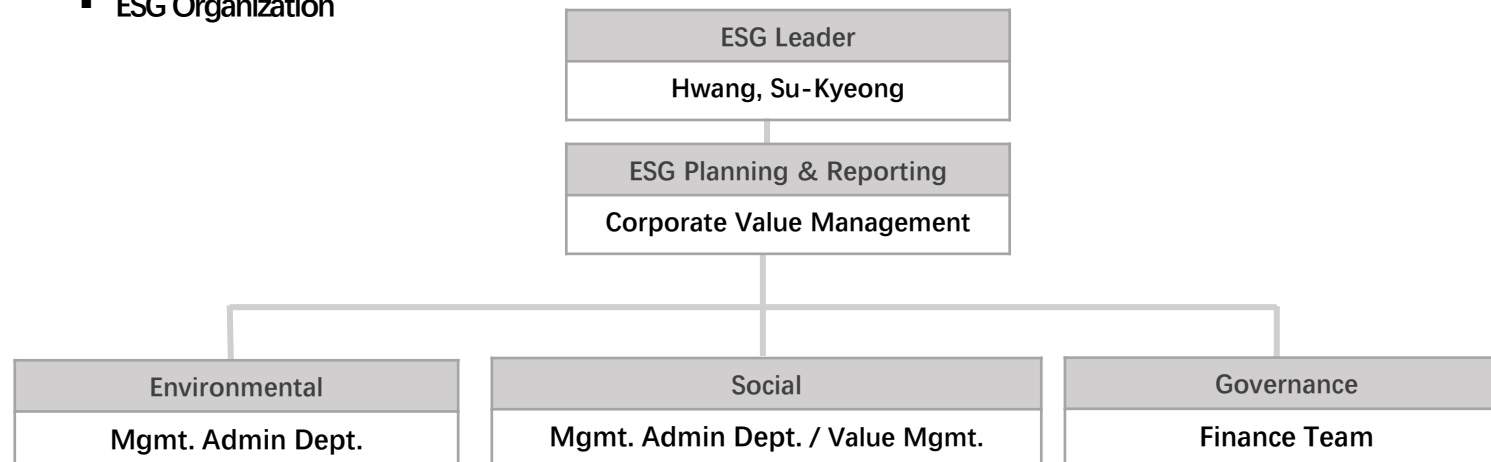 ▪ ESG Organization
ESG Leader
Hwang, Su-Kyeong
ESG Planning & Reporting
Corporate Value Management
Environmental
Social
Governance
Mgmt. Admin Dept.
Mgmt. Admin Dept. / Value Mgmt.
Finance Team